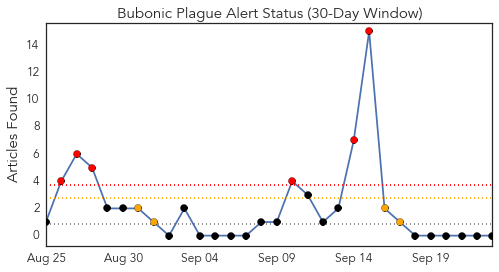 Bubonic Plague Alert Status (30-Day Window)
Articles Found
14
12
10
8
6
4
2
0
Aug 25 Aug 30 Sep 04 Sep 09 Sep 14 Sep 19